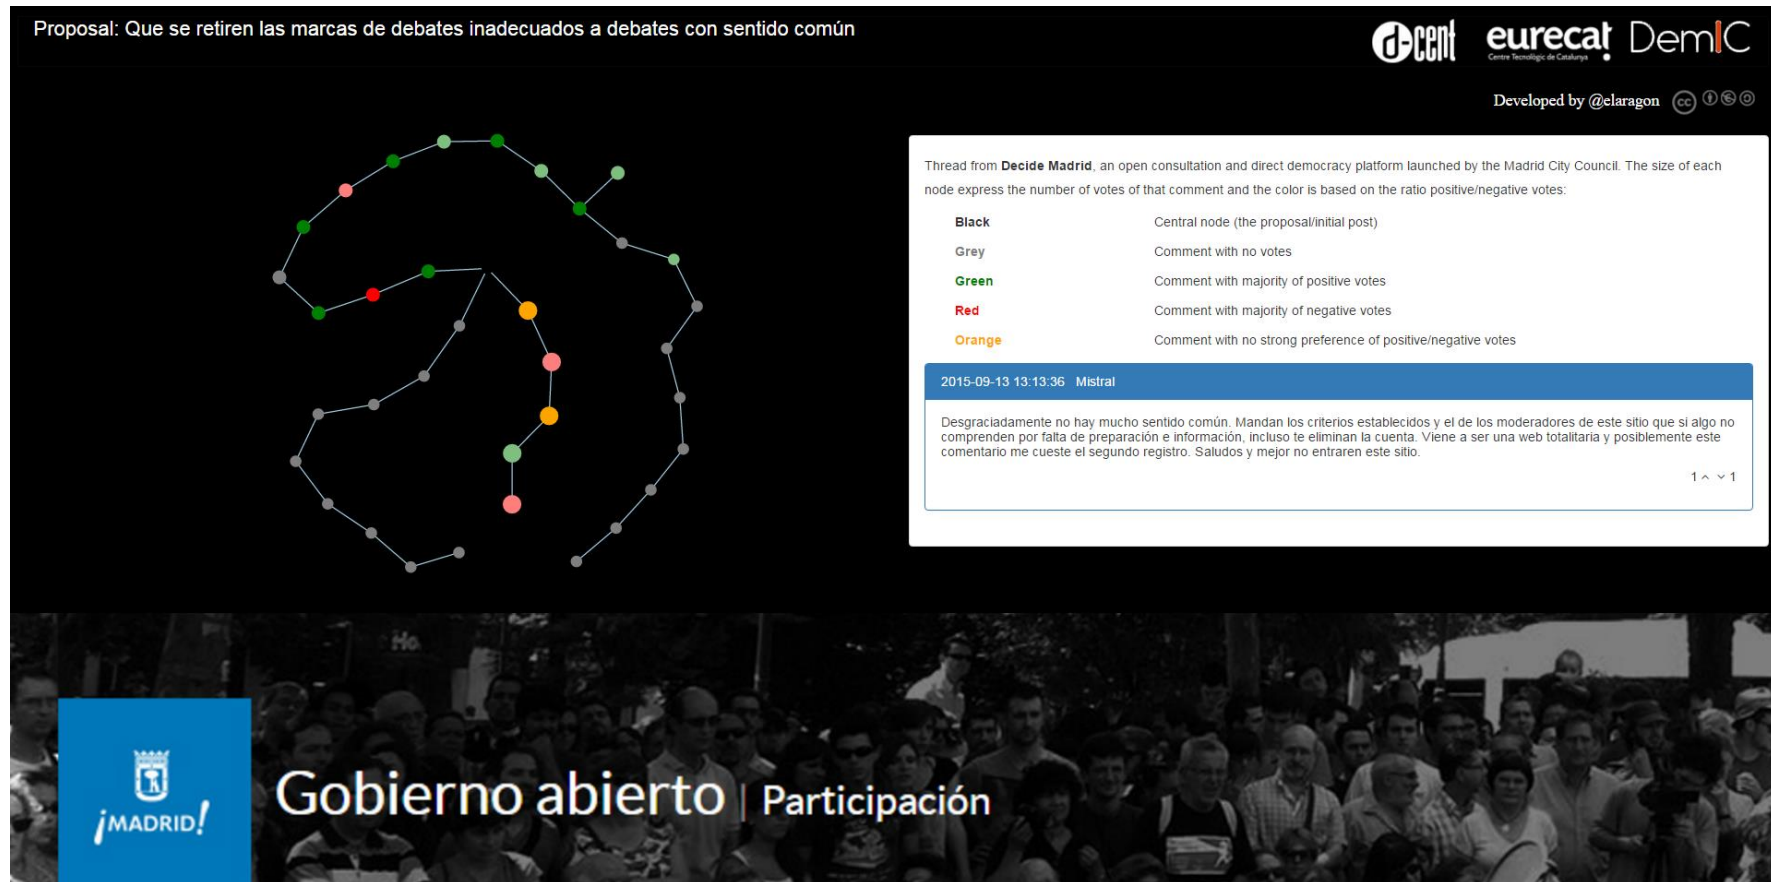 Proposal: Que se retiren las marcas de debates inadecuados a debates con sentido común
d-cent
eurecat
Centre Tecnològic de Catalunya
DemIC
Developed by @elaragon
cc
Thread from Decide Madrid, an open consultation and direct democracy platform launched by the Madrid City Council. The size of each
node express the number of votes of that comment and the color is based on the ratio positive/negative votes:
Black Central node (the proposal/initial post)
Grey Comment with no votes
Green Comment with majority of positive votes
Red Comment with majority of negative votes
Orange Comment with no strong preference of positive/negative votes
2015-09-13 13:13:36 Mistral
Desgraciadamente no hay mucho sentido común. Mandan los criterios establecidos y el de los moderadores de este sitio que si algo no
comprenden por falta de preparación e información, incluso te eliminan la cuenta. Viene a ser una web totalitaria y posiblemente este
comentario me cueste el segundo registro. Saludos y mejor no entraren este sitio.
1 1
Ho
¡MADRID!
Gobierno abierto | Participación